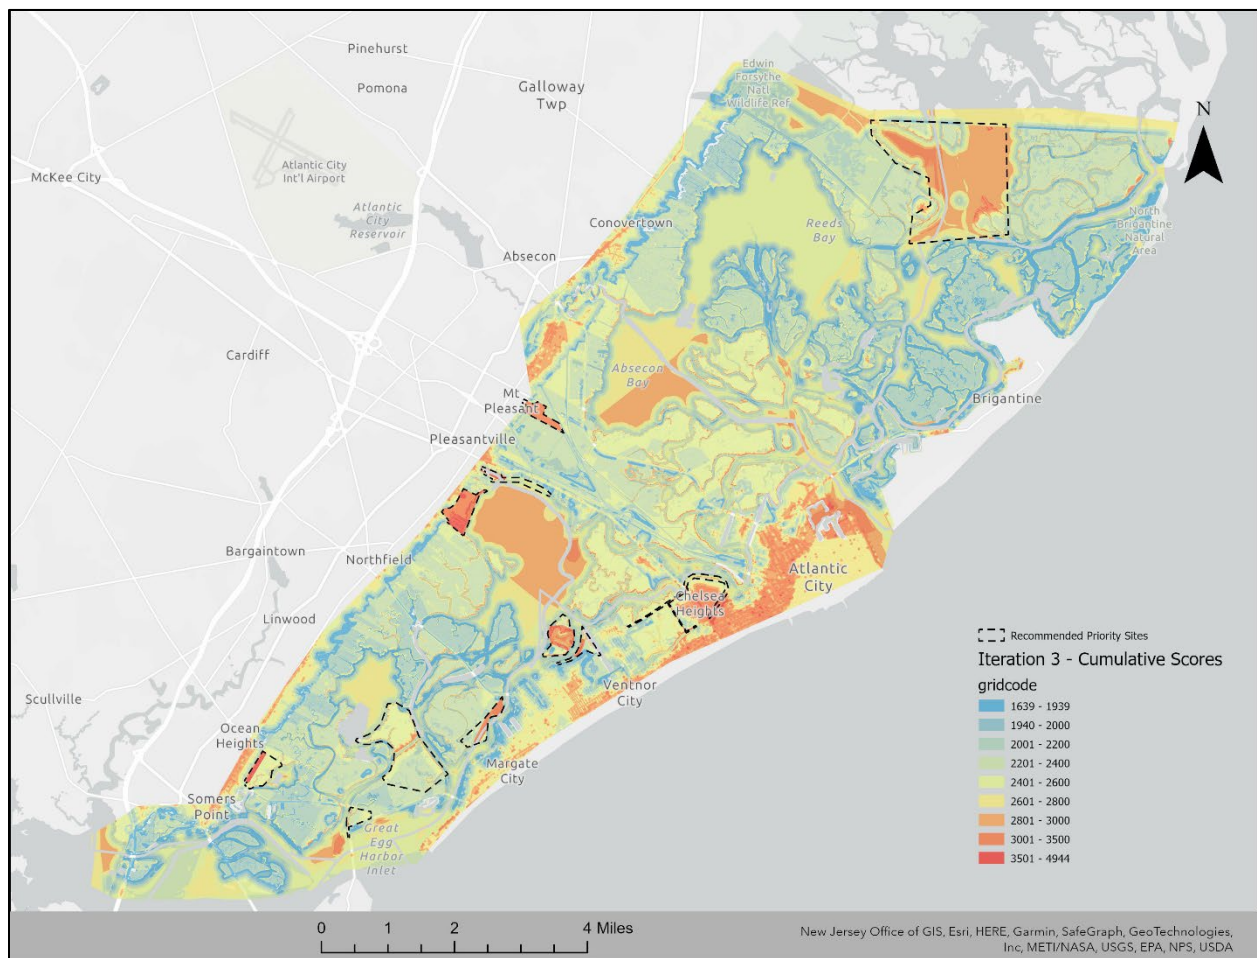 Pinehurst
Pomona
Galloway
Twp
Edwin
Forsythe
Natl
Wildlife Ref
N
McKee City
Atlantic City
Int'l Airport
Atlantic
City
Reservoir
Conovertown
Reeds
Bay
North
Brigantine
Natural
Area
Absecon
Cardiff
Absecon
Bay
Mt
Pleasant
Brigantine
Pleasantville
Bargaintown
Northfield
Atlantic
City
Chelsea
Heights
Linwood
Ventnor
City
Scullville
Ocean
Heights
Margate
City
Somers
Point
Great
Egg
Harbor
Inlet
Recommended Priority Sites
Iteration 3 - Cumulative Scores
gridcode
1639 - 1939
1940 - 2000
2001 - 2200
2201 - 2400
2401 - 2600
2601 - 2800
2801 - 3000
3001 - 3500
3501 - 4944
0 1 2 4 Miles
New Jersey Office of GIS, Esri, HERE, Garmin, SafeGraph, GeoTechnologies,
Inc, METI/NASA, USGS, EPA, NPS, USDA